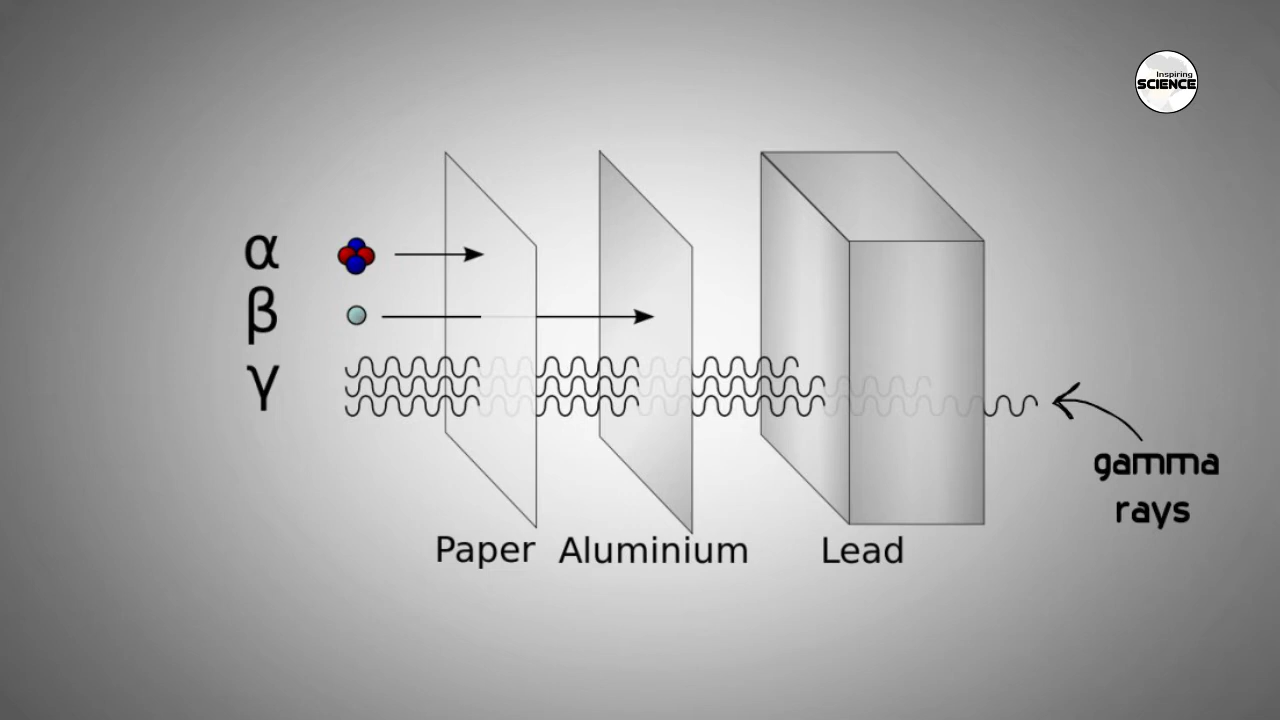 Inspiring
SCIENCE
α
β
γ
gamma
rays
Paper
Aluminium
Lead